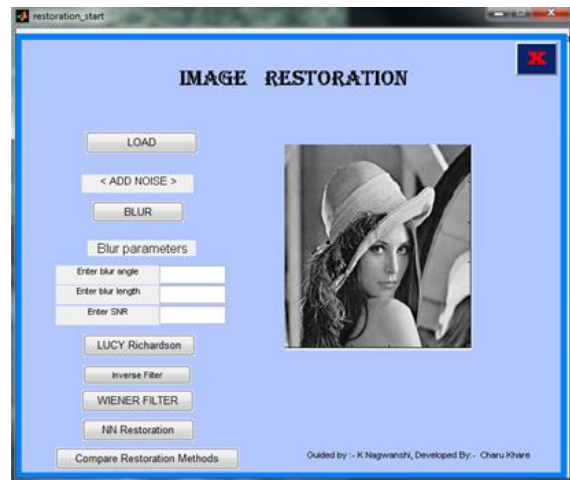 restoration_start
X
IMAGE RESTORATION
LOAD
< ADD NOISE >
BLUR
Blur parameters
Enter blur angle
Enter blur length
Enter SNR
LUCY Richardson
Inverse Filter
WIENER FILTER
NN Restoration
Compare Restoration Methods
Guided by :- K Nagwanshi, Developed By:- Charu Khare